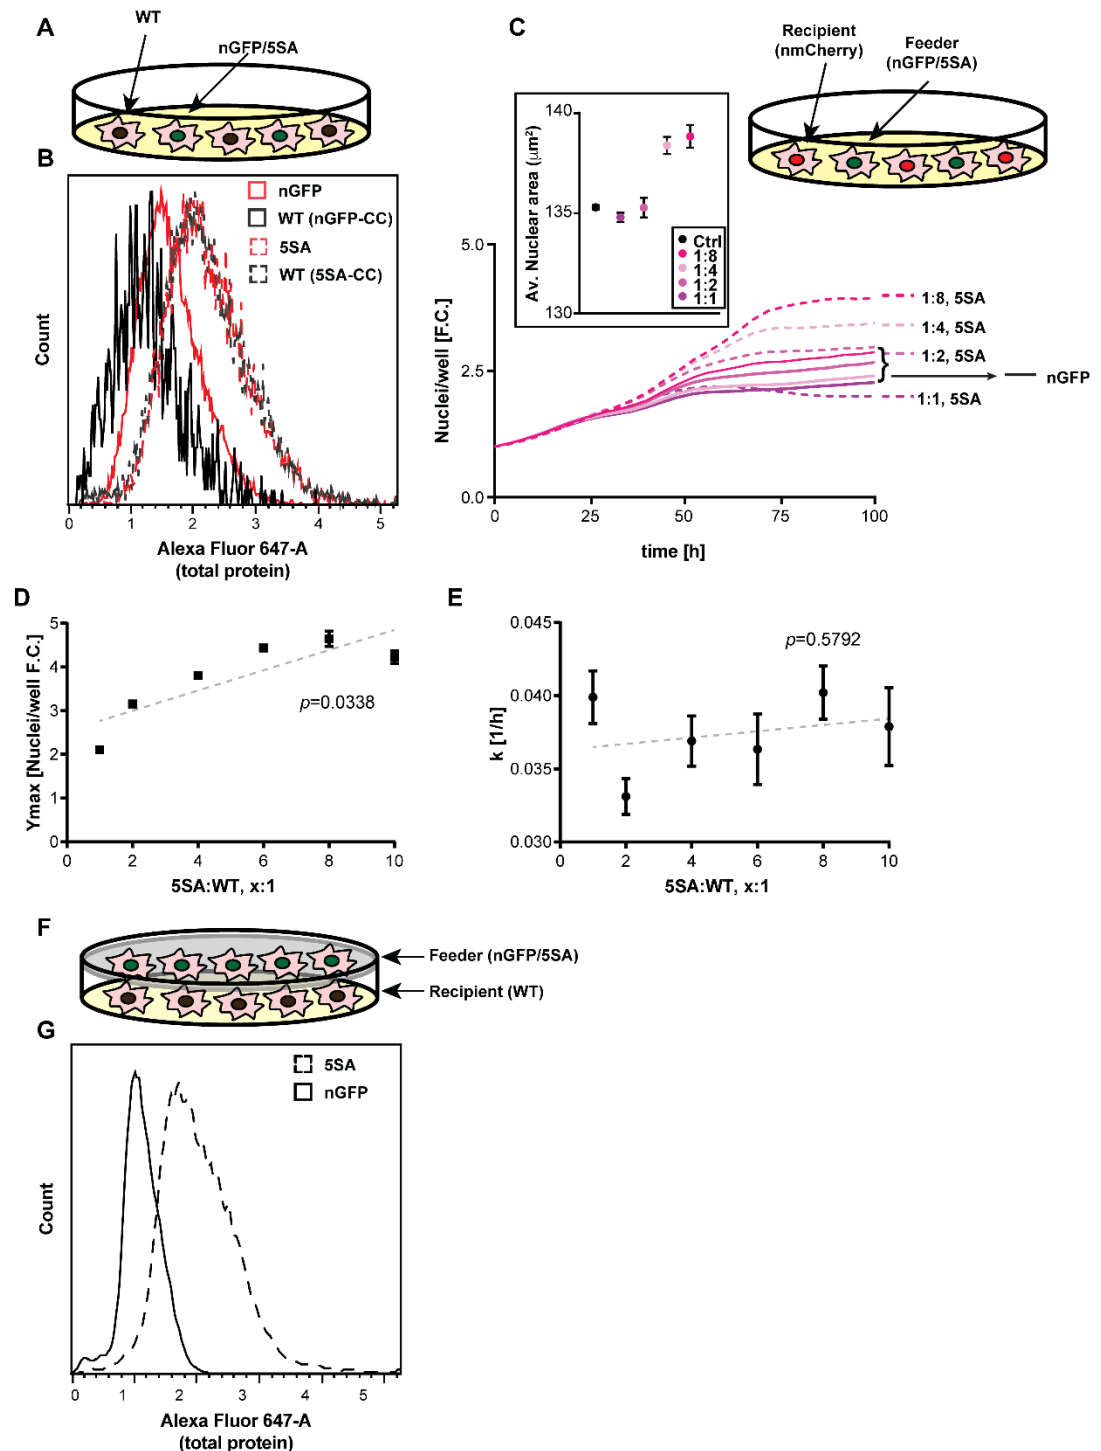 A
WT
nGFP/5SA
B
nGFP
WT (nGFP-CC)
5SA
WT (5SA-CC)
Count
0 1 2 3 4 5
Alexa Fluor 647-A
(total protein)
C
Recipient
(nmCherry)
Feeder
(nGFP/5SA)
Av. Nuclear area (μm²)
140
135
130
Ctrl
1:8
1:4
1:2
1:1
Nuclei/well [F.C.]
5.0
2.5
0.0
0 25 50 75 100
time [h]
1:8, 5SA
1:4, 5SA
1:2, 5SA
nGFP
1:1, 5SA
D
Ymax [Nuclei/well F.C.]
5
4
3
2
1
0
p=0.0338
0 2 4 6 8 10
5SA:WT, x:1
E
k [1/h]
0.045
0.040
0.035
0.030
p=0.5792
0 2 4 6 8 10
5SA:WT, x:1
F
Feeder (nGFP/5SA)
Recipient (WT)
G
5SA
nGFP
Count
0 1 2 3 4 5
Alexa Fluor 647-A
(total protein)